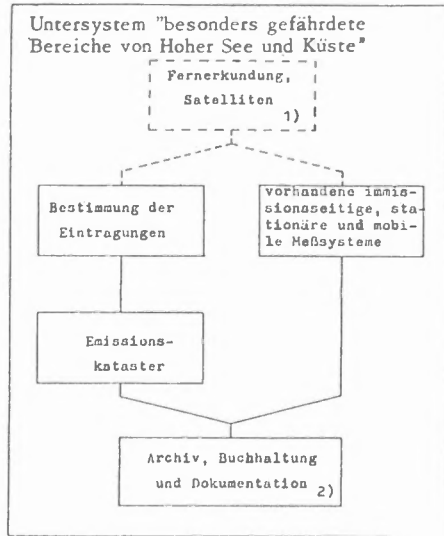 Untersystem "besonders gefährdete
Bereiche von Hoher See und Küste"
Fernerkundung,
Satelliten
1)
Bestimmung der
Eintragungen
vorhandene immis-
sionsseitige, sta-
tionäre und mobi-
le Meßsysteme
Emissions-
kataster
Archiv, Buchhaltung
und Dokumentation 2)